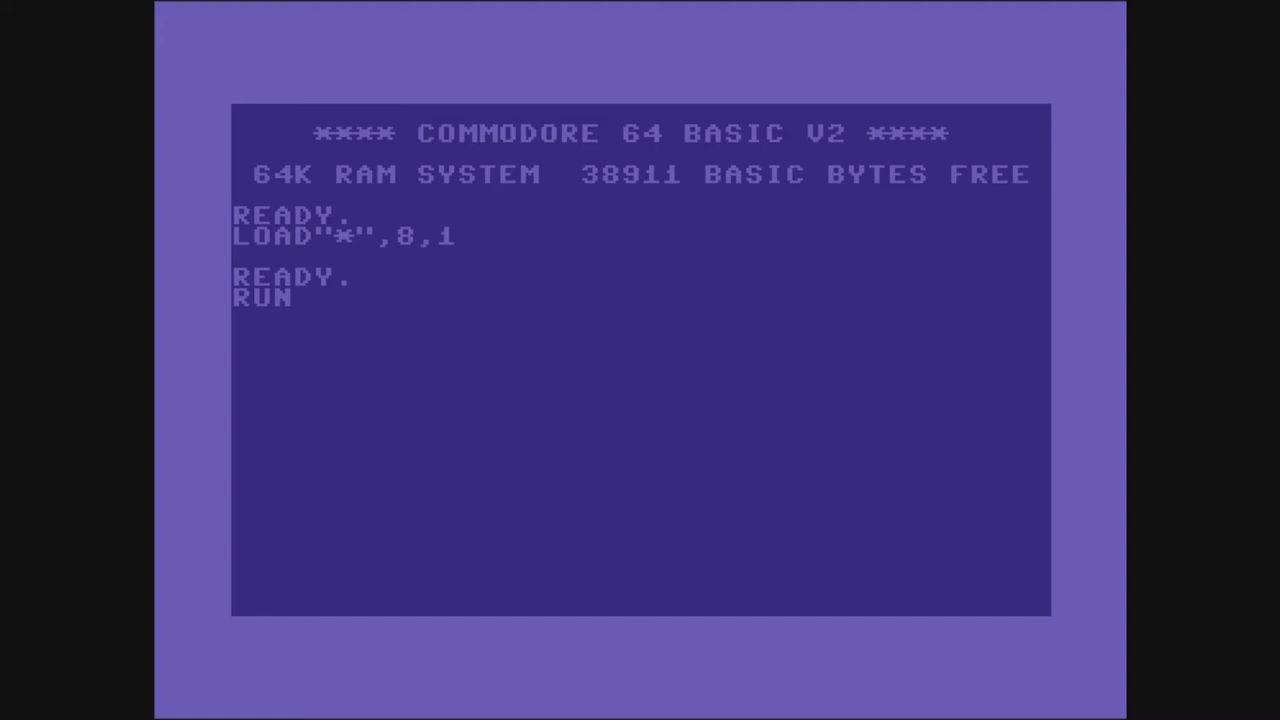 **** COMMODORE 64 BASIC V2 ****
64K RAM SYSTEM  38911 BASIC BYTES FREE
READY.
LOAD"*",8,1
READY.
RUN